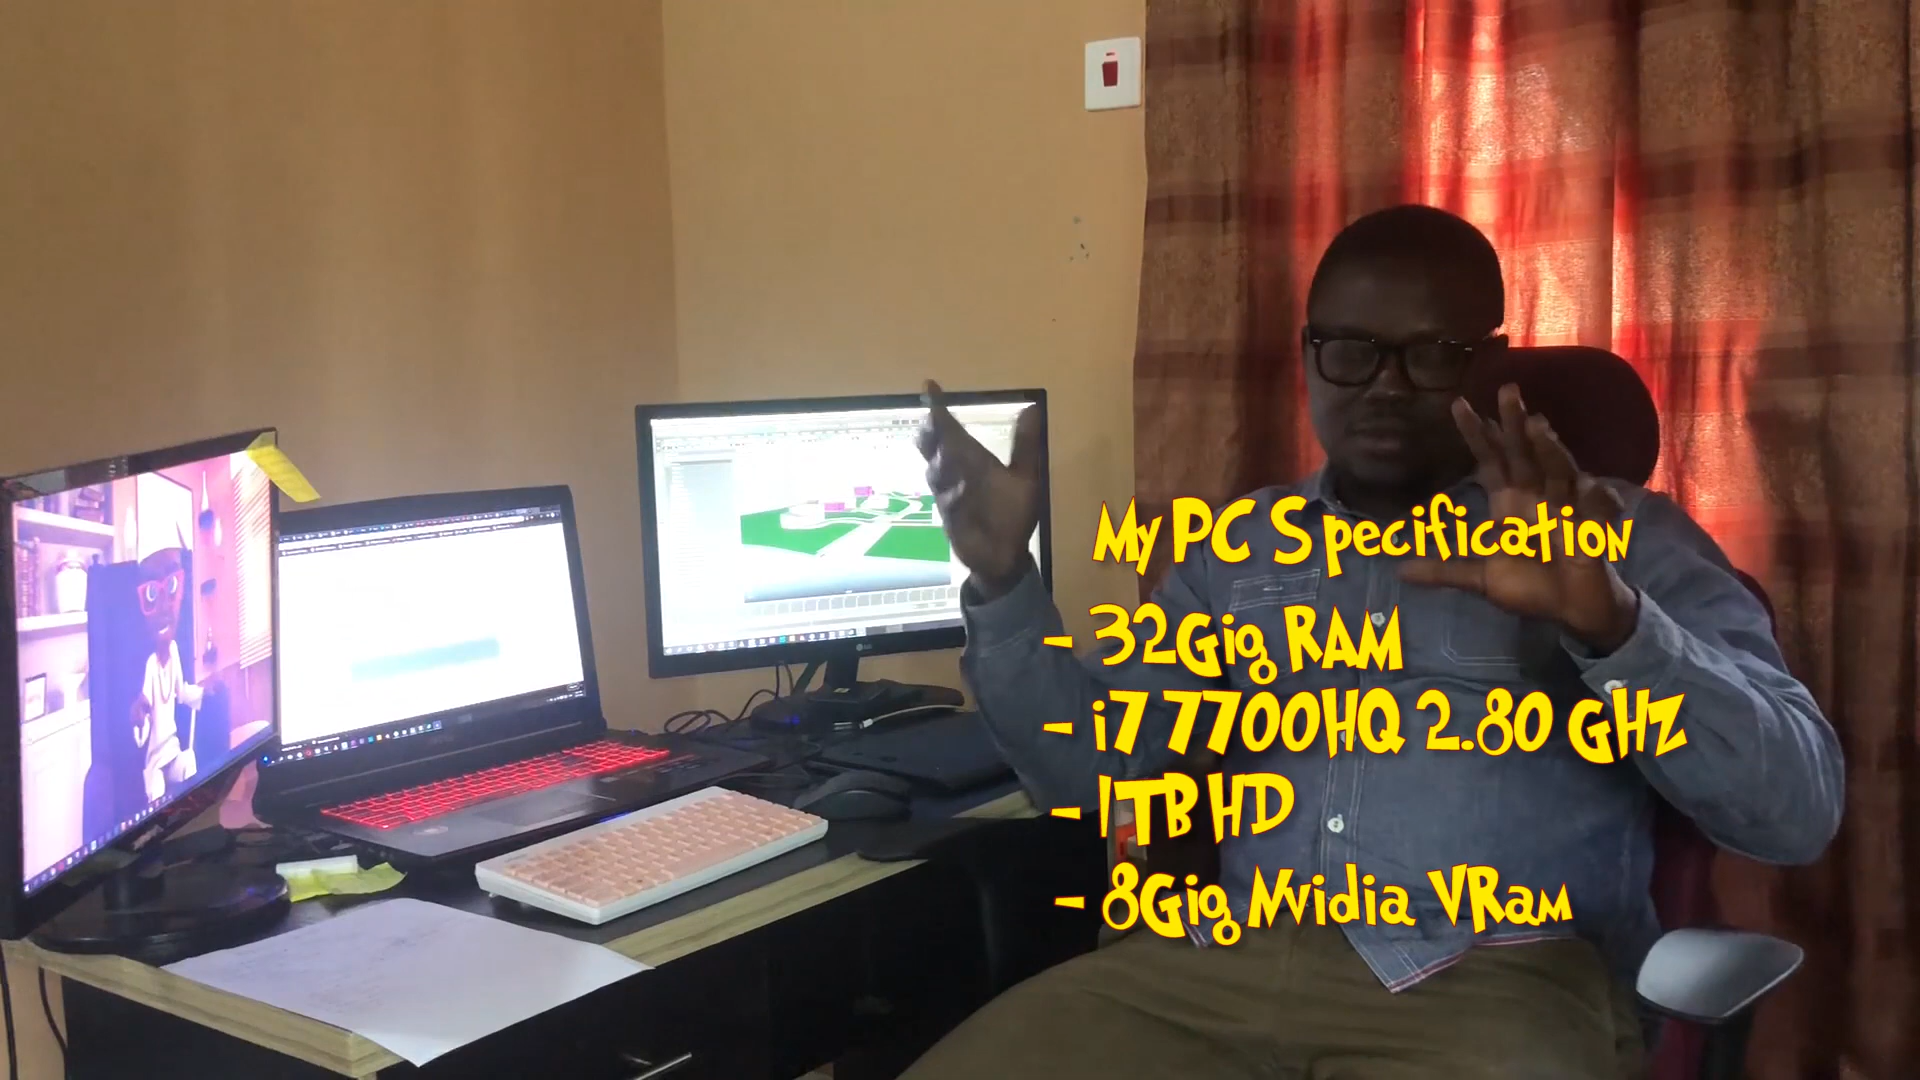 My PC Specification
- 32Gig RAM
- i7 7700HQ 2.80 GHz
- 1TB HD
- 8Gig Nvidia VRam